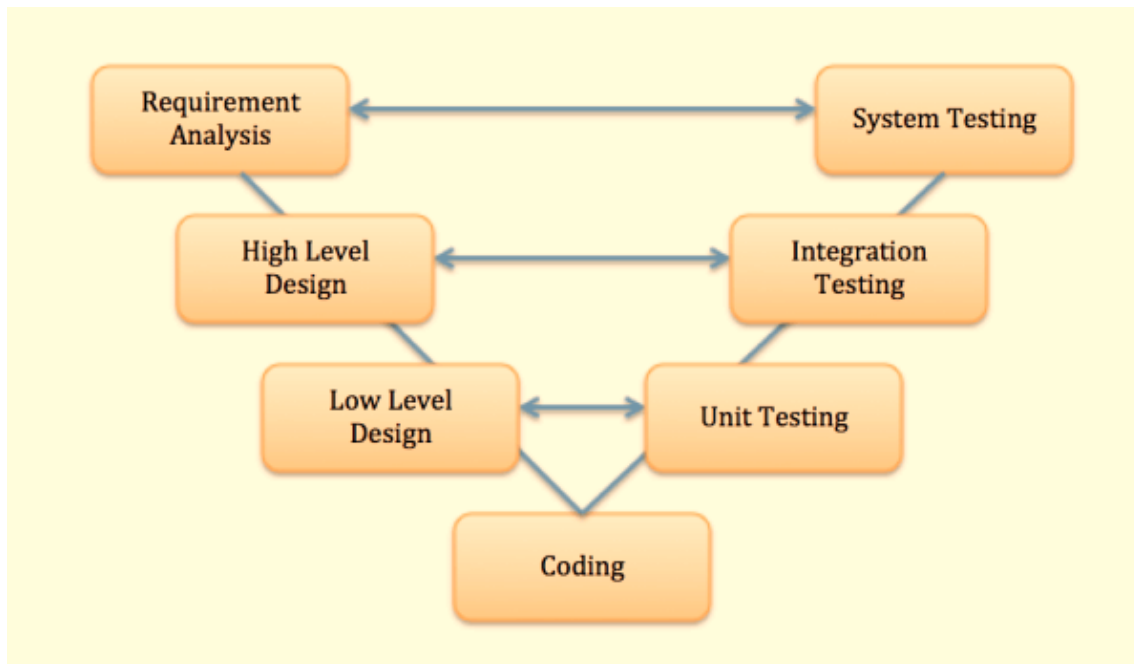 Requirement
Analysis
System Testing
High Level
Design
Integration
Testing
Low Level
Design
Unit Testing
Coding